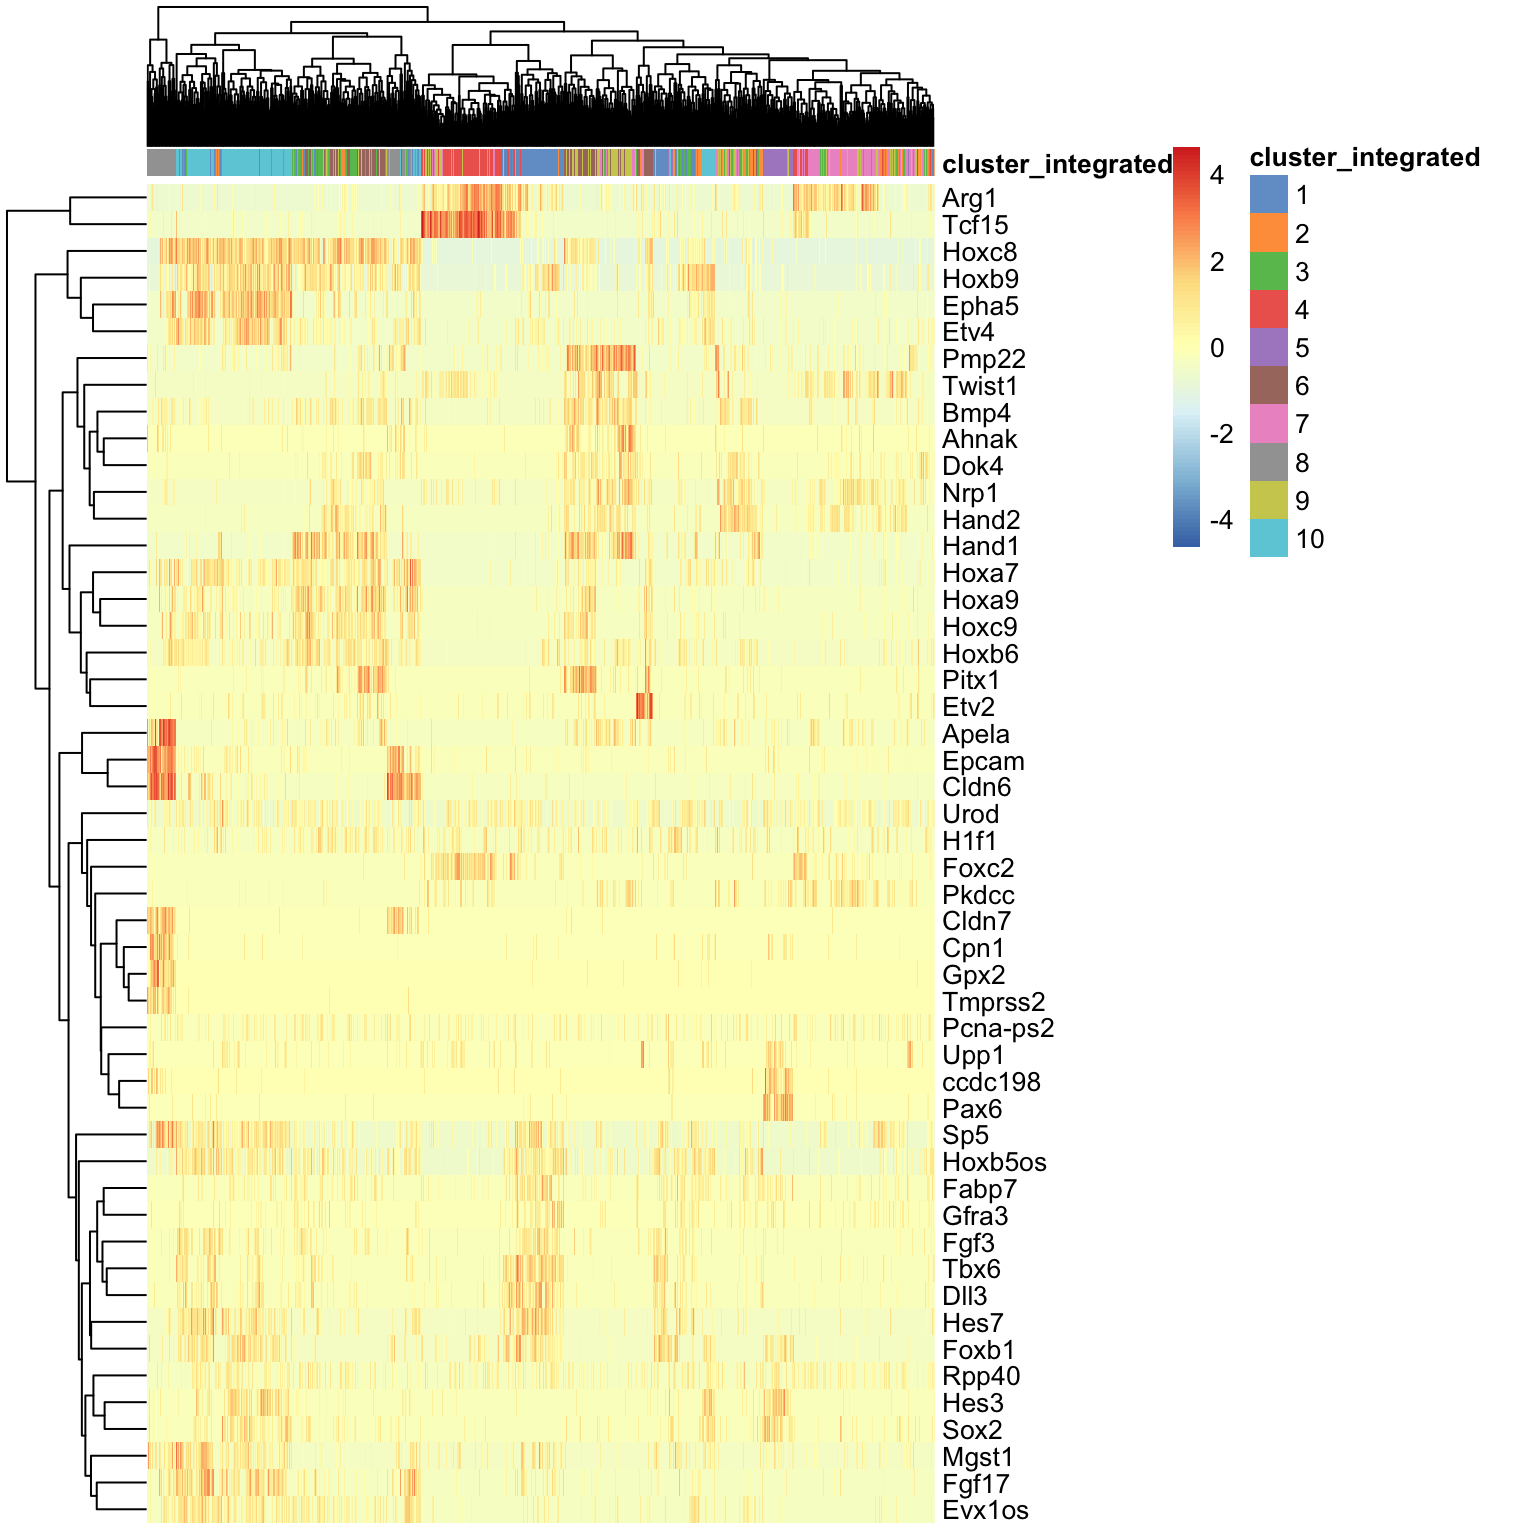 cluster_integrated
4
2
0
-2
-4
cluster_integrated
1
2
3
4
5
6
7
8
9
10
Arg1
Tcf15
Hoxc8
Hoxb9
Epha5
Etv4
Pmp22
Twist1
Bmp4
Ahnak
Dok4
Nrp1
Hand2
Hand1
Hoxa7
Hoxa9
Hoxc9
Hoxb6
Pitx1
Etv2
Apela
Epcam
Cldn6
Urod
H1f1
Foxc2
Pkdcc
Cldn7
Cpn1
Gpx2
Tmprss2
Pcna-ps2
Upp1
ccdc198
Pax6
Sp5
Hoxb5os
Fabp7
Gfra3
Fgf3
Tbx6
Dll3
Hes7
Foxb1
Rpp40
Hes3
Sox2
Mgst1
Fgf17
Evx1os